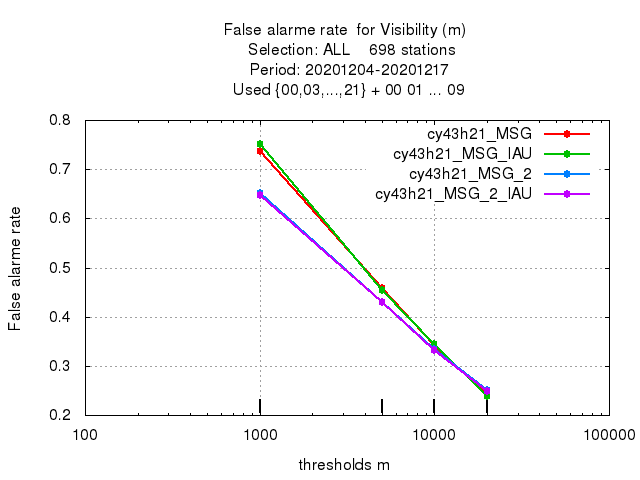 False alarme rate  for Visibility (m)
Selection: ALL    698 stations
Period: 20201204-20201217
Used {00,03,...,21} + 00 01 ... 09
cy43h21_MSG
cy43h21_MSG_IAU
cy43h21_MSG_2
cy43h21_MSG_2_IAU
False alarme rate
0.8
0.7
0.6
0.5
0.4
0.3
0.2
100 1000 10000 100000
thresholds m